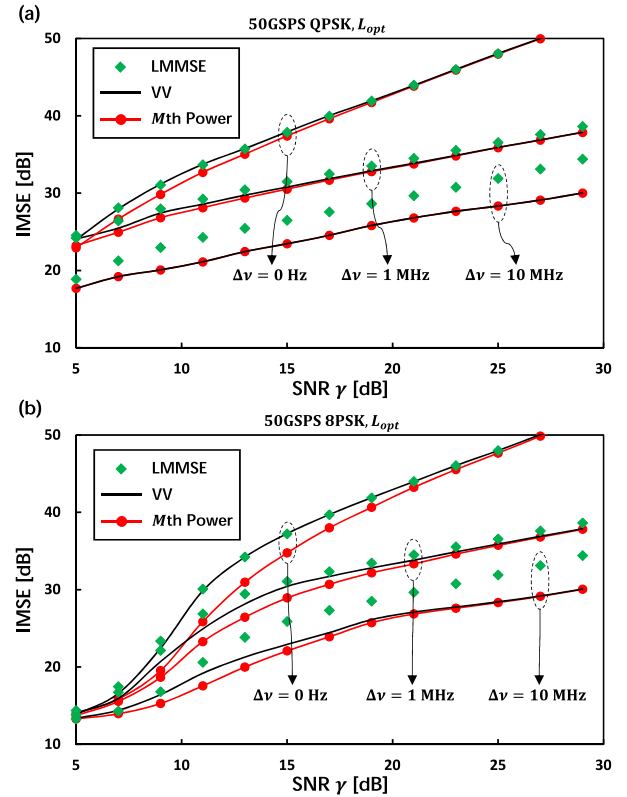 (a)
50GSPS QPSK, L_opt
50
40
30
20
10
IMSE [dB]
LMMSE
VV
Mth Power
Δν = 0 Hz
Δν = 1 MHz
Δν = 10 MHz
5
10
15
20
25
30
SNR γ [dB]
(b)
50GSPS 8PSK, L_opt
50
40
30
20
10
IMSE [dB]
LMMSE
VV
Mth Power
Δν = 0 Hz
Δν = 1 MHz
Δν = 10 MHz
5
10
15
20
25
30
SNR γ [dB]